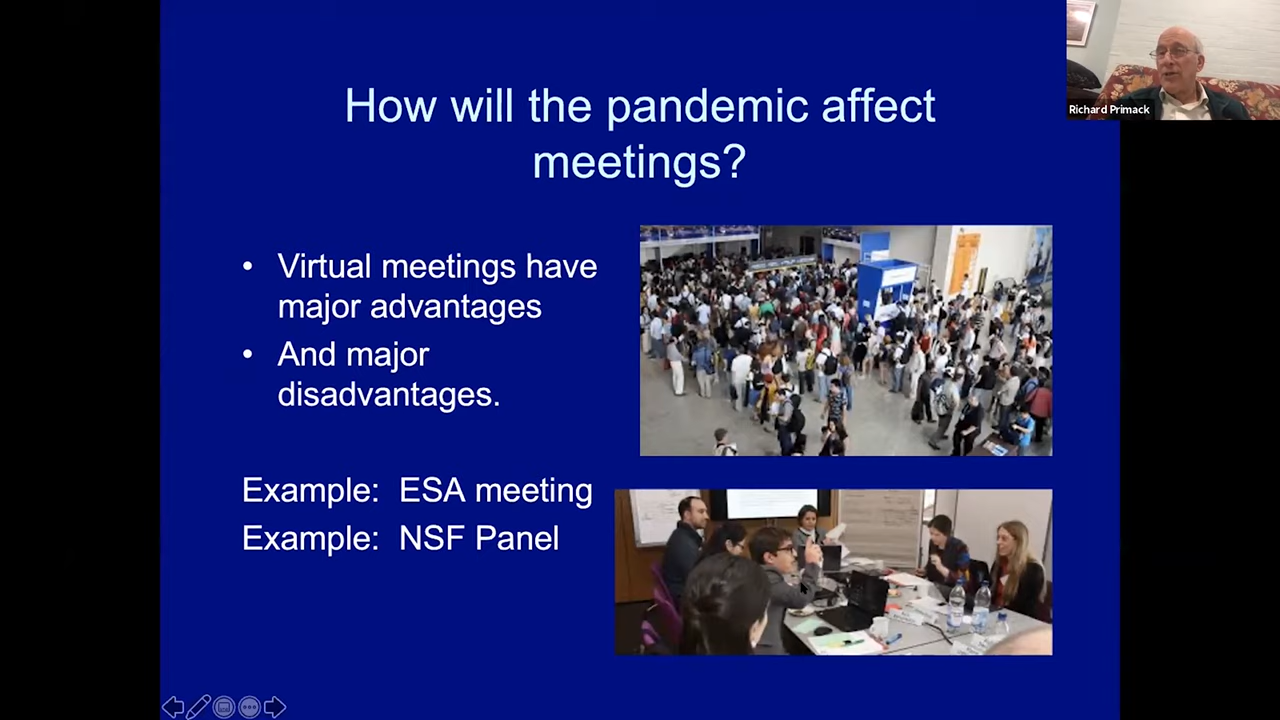 How will the pandemic affect
meetings?
Richard Primack
• Virtual meetings have
major advantages
• And major
disadvantages.
Example: ESA meeting
Example: NSF Panel